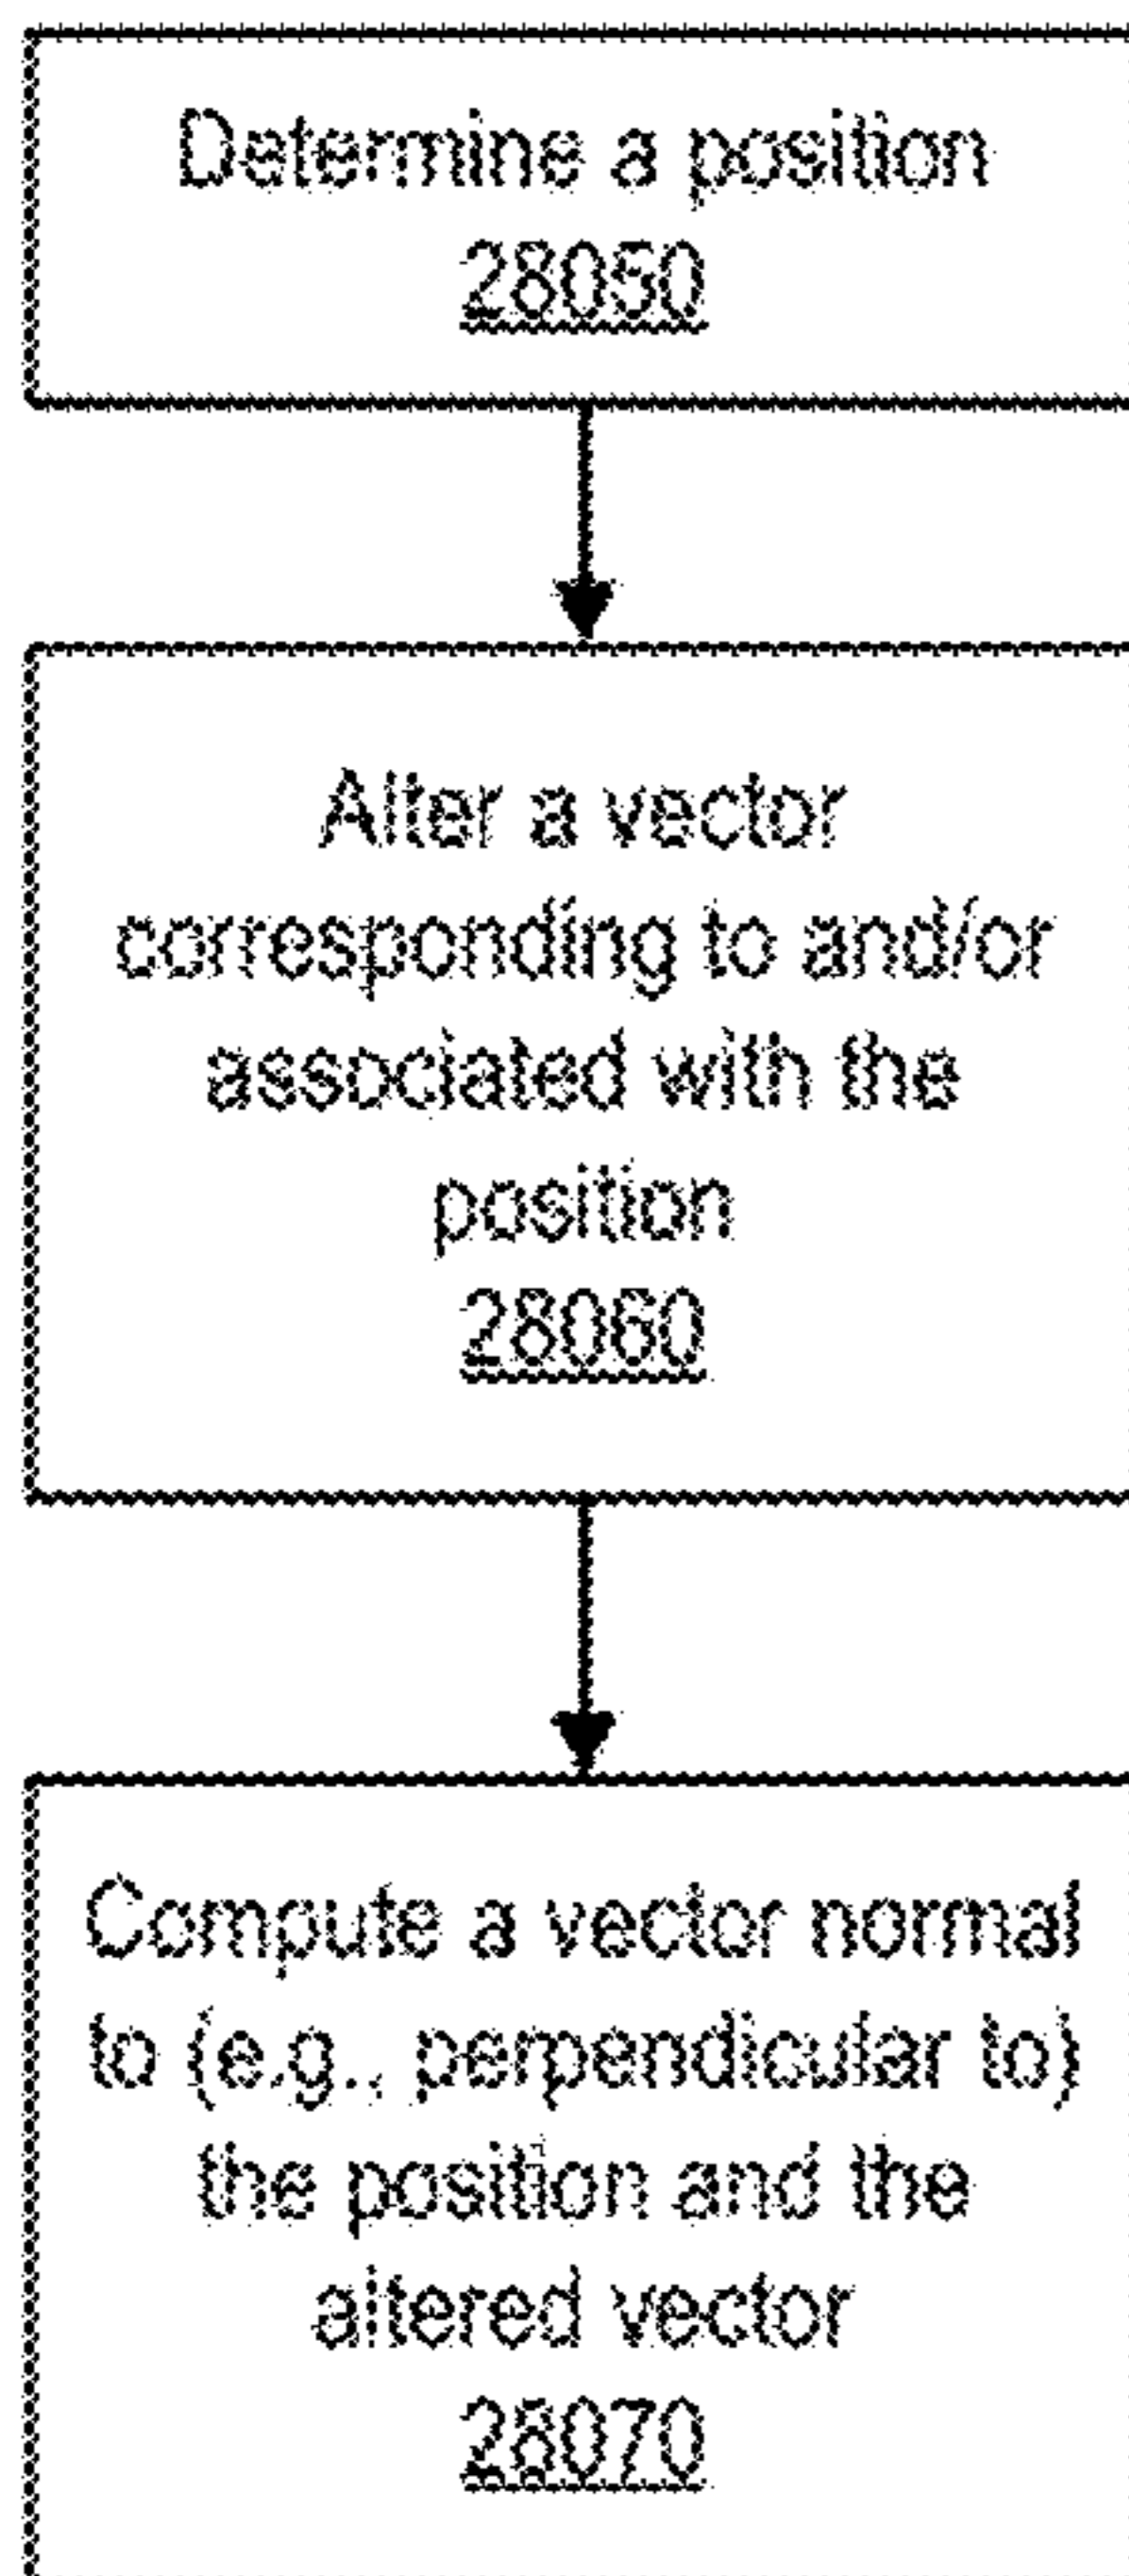 Determine a position
28050
Alter a vector
corresponding to and/or
associated with the
position
28060
Compute a vector normal
to (e.g., perpendicular to)
the position and the
altered vector
28070